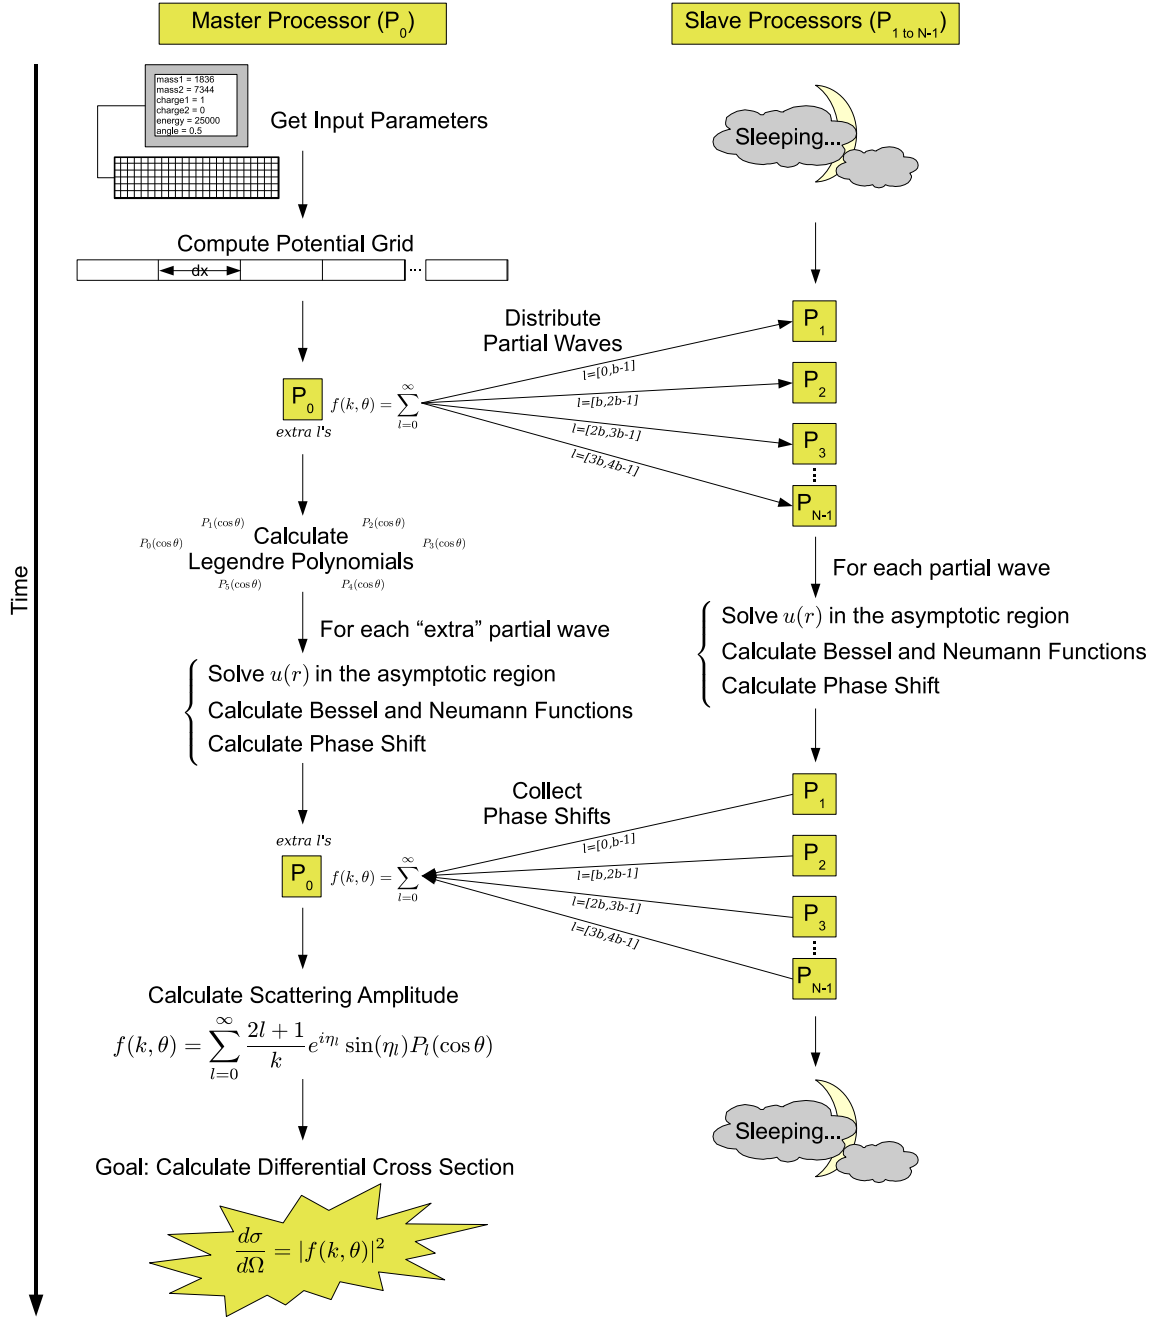 Master Processor (P0)
Slave Processors (P1 to N-1)
Time
mass1 = 1836
mass2 = 7344
charge1 = 1
charge2 = 0
energy = 25000
angle = 0.5
Get Input Parameters
Sleeping...
Compute Potential Grid
dx
...
Distribute
Partial Waves
P0
extra l's
f(k, θ) = ∑_{l=0}^{∞}
l=[0,b-1]
l=[b,2b-1]
l=[2b,3b-1]
l=[3b,4b-1]
P1
P2
P3
PN-1
P1(cos θ)
P2(cos θ)
P0(cos θ)
P3(cos θ)
Calculate
Legendre Polynomials
P5(cos θ)
P4(cos θ)
For each “extra” partial wave
Solve u(r) in the asymptotic region
Calculate Bessel and Neumann Functions
Calculate Phase Shift
For each partial wave
Solve u(r) in the asymptotic region
Calculate Bessel and Neumann Functions
Calculate Phase Shift
Collect
Phase Shifts
extra l's
P0
f(k, θ) = ∑_{l=0}^{∞}
l=[0,b-1]
l=[b,2b-1]
l=[2b,3b-1]
l=[3b,4b-1]
P1
P2
P3
PN-1
Calculate Scattering Amplitude
f(k, θ) = ∑_{l=0}^{∞} (2l + 1)/k e^{iη_l} sin(η_l)P_l(cos θ)
Sleeping...
Goal: Calculate Differential Cross Section
dσ/dΩ = |f(k, θ)|²